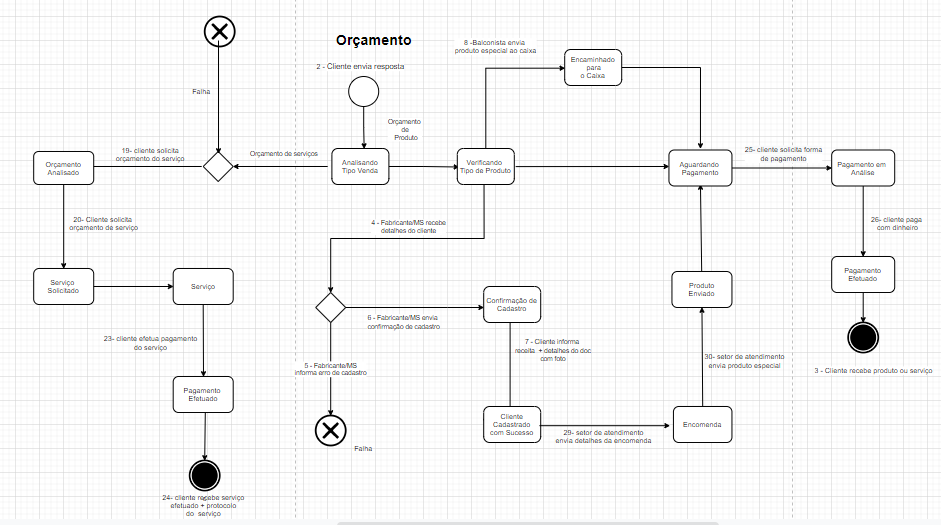 Orçamento
2 - Cliente envia resposta
8 -Balconista envia
produto especial ao caixa
Encaminhado
para
o Caixa
Falha
Orçamento
de
Produto
19- cliente solicita
orçamento do serviço
Orçamento de serviços
Orçamento
Analisado
Analisando
Tipo Venda
Verificando
Tipo de Produto
Aguardando
Pagamento
25- cliente solicita forma
de pagamento
Pagamento em
Análise
20- Cliente solicita
orçamento de serviço
4 - Fabricante/MS recebe
detalhes do cliente
26- cliente paga
com dinheiro
Serviço
Solicitado
Serviço
Confirmação de
Cadastro
Produto
Enviado
Pagamento
Efetuado
6 - Fabricante/MS envia
confirmação de cadastro
23- cliente efetua pagamento
do serviço
7 - Cliente informa
receita + detalhes do doc
com foto
5 - Fabricante/MS
informa erro de cadastro
30- setor de atendimento
envia produto especial
3 - Cliente recebe produto ou serviço
Pagamento
Efetuado
Cliente
Cadastrado
com Sucesso
29- setor de atendimento
envia detalhes da encomenda
Encomenda
Falha
24- cliente recebe serviço
efetuado + protocolo
do serviço